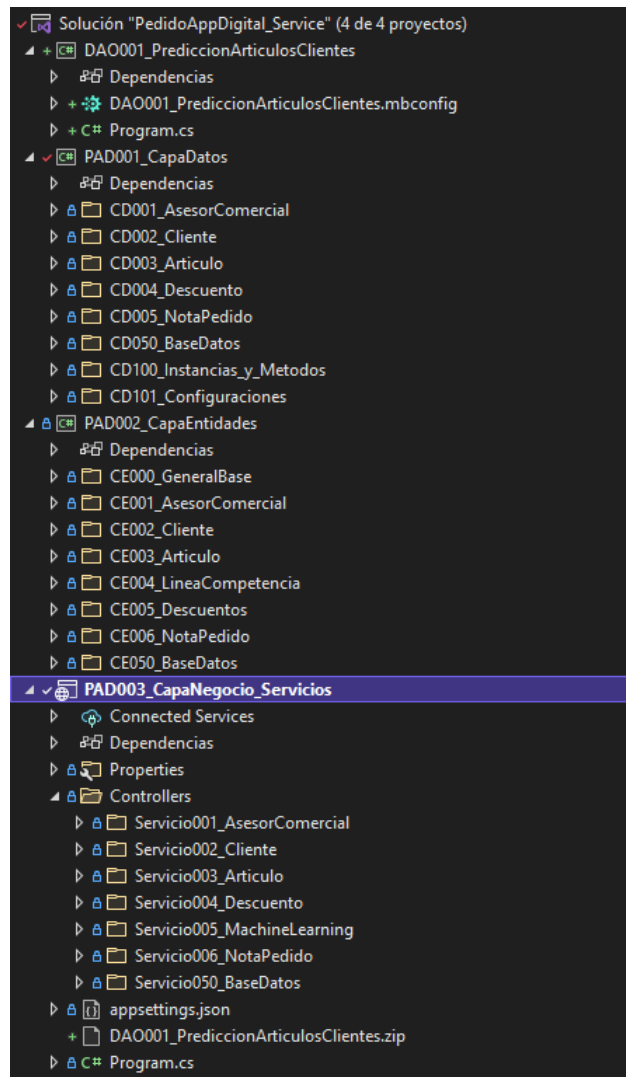 Solución "PedidoAppDigital_Service" (4 de 4 proyectos)
+ C# DAO001_PrediccionArticulosClientes
Dependencias
+ DAO001_PrediccionArticulosClientes.mbconfig
+ C# Program.cs
C# PAD001_CapaDatos
Dependencias
CD001_AsesorComercial
CD002_Cliente
CD003_Articulo
CD004_Descuento
CD005_NotaPedido
CD050_BaseDatos
CD100_Instancias_y_Metodos
CD101_Configuraciones
C# PAD002_CapaEntidades
Dependencias
CE000_GeneralBase
CE001_AsesorComercial
CE002_Cliente
CE003_Articulo
CE004_LineaCompetencia
CE005_Descuentos
CE006_NotaPedido
CE050_BaseDatos
PAD003_CapaNegocio_Servicios
Connected Services
Dependencias
Properties
Controllers
Servicio001_AsesorComercial
Servicio002_Cliente
Servicio003_Articulo
Servicio004_Descuento
Servicio005_MachineLearning
Servicio006_NotaPedido
Servicio050_BaseDatos
appsettings.json
+ DAO001_PrediccionArticulosClientes.zip
C# Program.cs